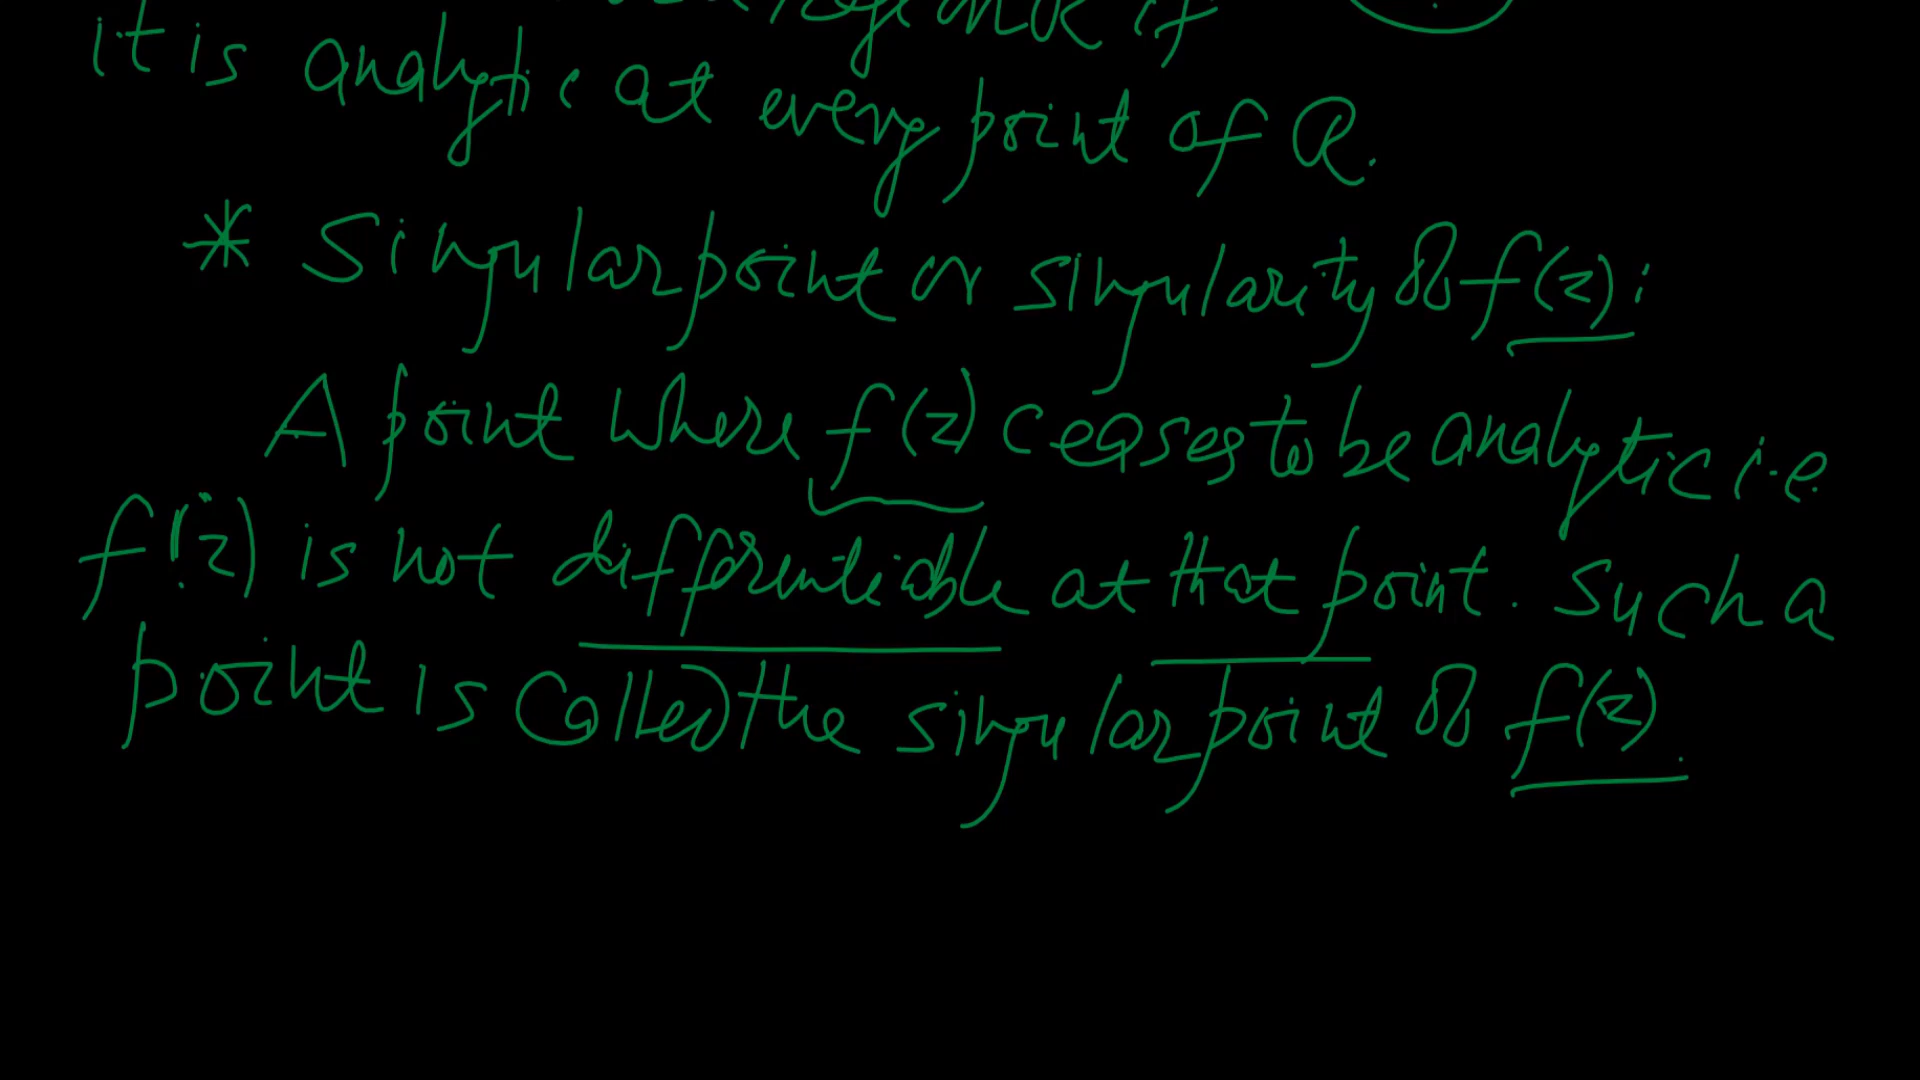 if
it is analytic at every point of R.
* Singular point or singularity of f(z):
A point where f(z) ceases to be analytic i.e
f(z) is not differentiable at that point. Such a
point is called the singular point of f(z).